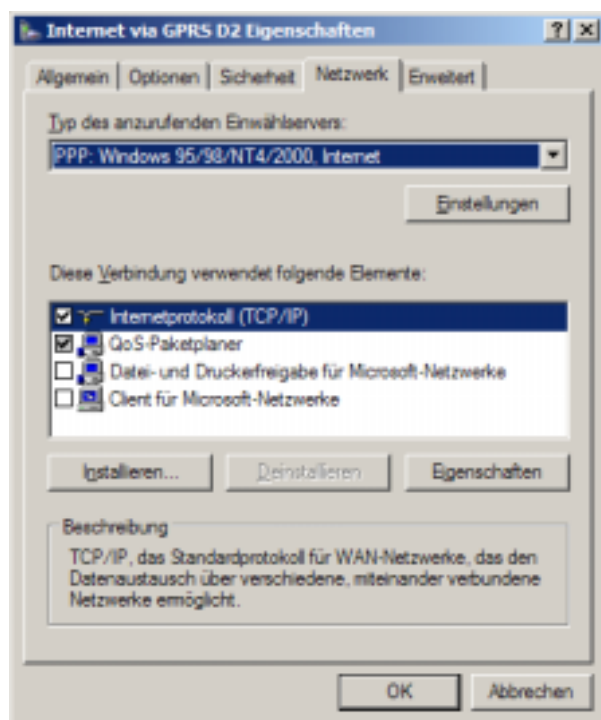 Internet via GPRS D2 Eigenschaften
Allgemein Optionen Sicherheit Netzwerk Erweitert
Typ des anzurufenden Einwählservers:
PPP: Windows 95/98/NT4/2000, Internet
Einstellungen
Diese Verbindung verwendet folgende Elemente:
Internetprotokoll (TCP/IP)
QoS-Paketplaner
Datei- und Druckerfreigabe für Microsoft-Netzwerke
Client für Microsoft-Netzwerke
Installieren... Deinstallieren Eigenschaften
Beschreibung
TCP/IP, das Standardprotokoll für WAN-Netzwerke, das den
Datenaustausch über verschiedene, miteinander verbundene
Netzwerke ermöglicht.
OK Abbrechen